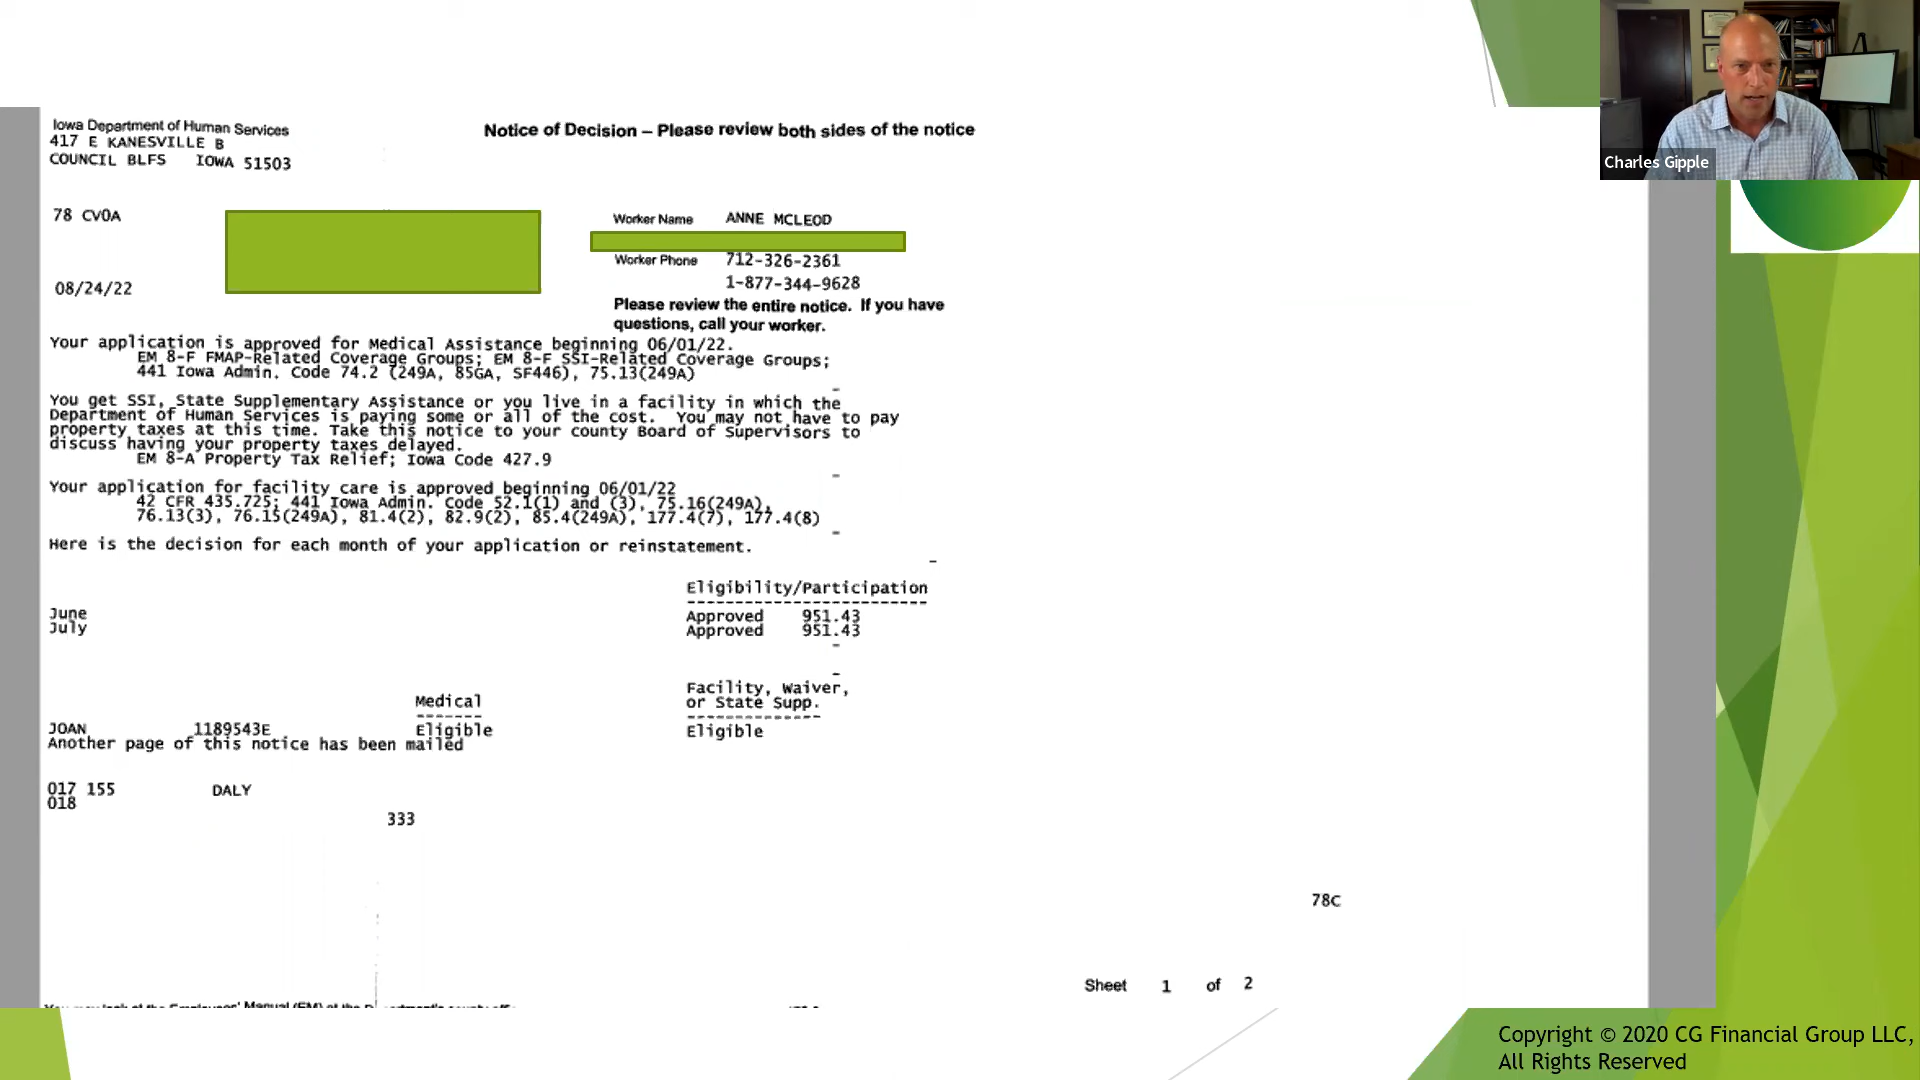 Iowa Department of Human Services
417 E KANESVILLE B
COUNCIL BLFS IOWA 51503
Notice of Decision – Please review both sides of the notice
Charles Gipple
78 CV0A
08/24/22
Worker Name ANNE MCLEOD
Worker Phone 712-326-2361
1-877-344-9628
Please review the entire notice. If you have
questions, call your worker.
Your application is approved for Medical Assistance beginning 06/01/22.
EM 8-F FMAP-Related Coverage Groups; EM 8-F SSI-Related Coverage Groups;
441 Iowa Admin. Code 74.2 (249A, 85GA, SF446), 75.13(249A)
You get SSI, State Supplementary Assistance or you live in a facility in which the
Department of Human Services is paying some or all of the cost. You may not have to pay
property taxes at this time. Take this notice to your county Board of Supervisors to
discuss having your property taxes delayed.
EM 8-A Property Tax Relief; Iowa Code 427.9
Your application for facility care is approved beginning 06/01/22
42 CFR 435.725; 441 Iowa Admin. Code 52.1(1) and (3), 75.16(249A),
76.13(3), 76.15(249A), 81.4(2), 82.9(2), 85.4(249A), 177.4(7), 177.4(8)
Here is the decision for each month of your application or reinstatement.
Eligibility/Participation
June Approved 951.43
July Approved 951.43
Facility, Waiver,
Medical or State Supp.
JOAN 1189543E Eligible Eligible
Another page of this notice has been mailed
017 155 DALY
018
333
78C
Sheet 1 of 2
Copyright © 2020 CG Financial Group LLC,
All Rights Reserved